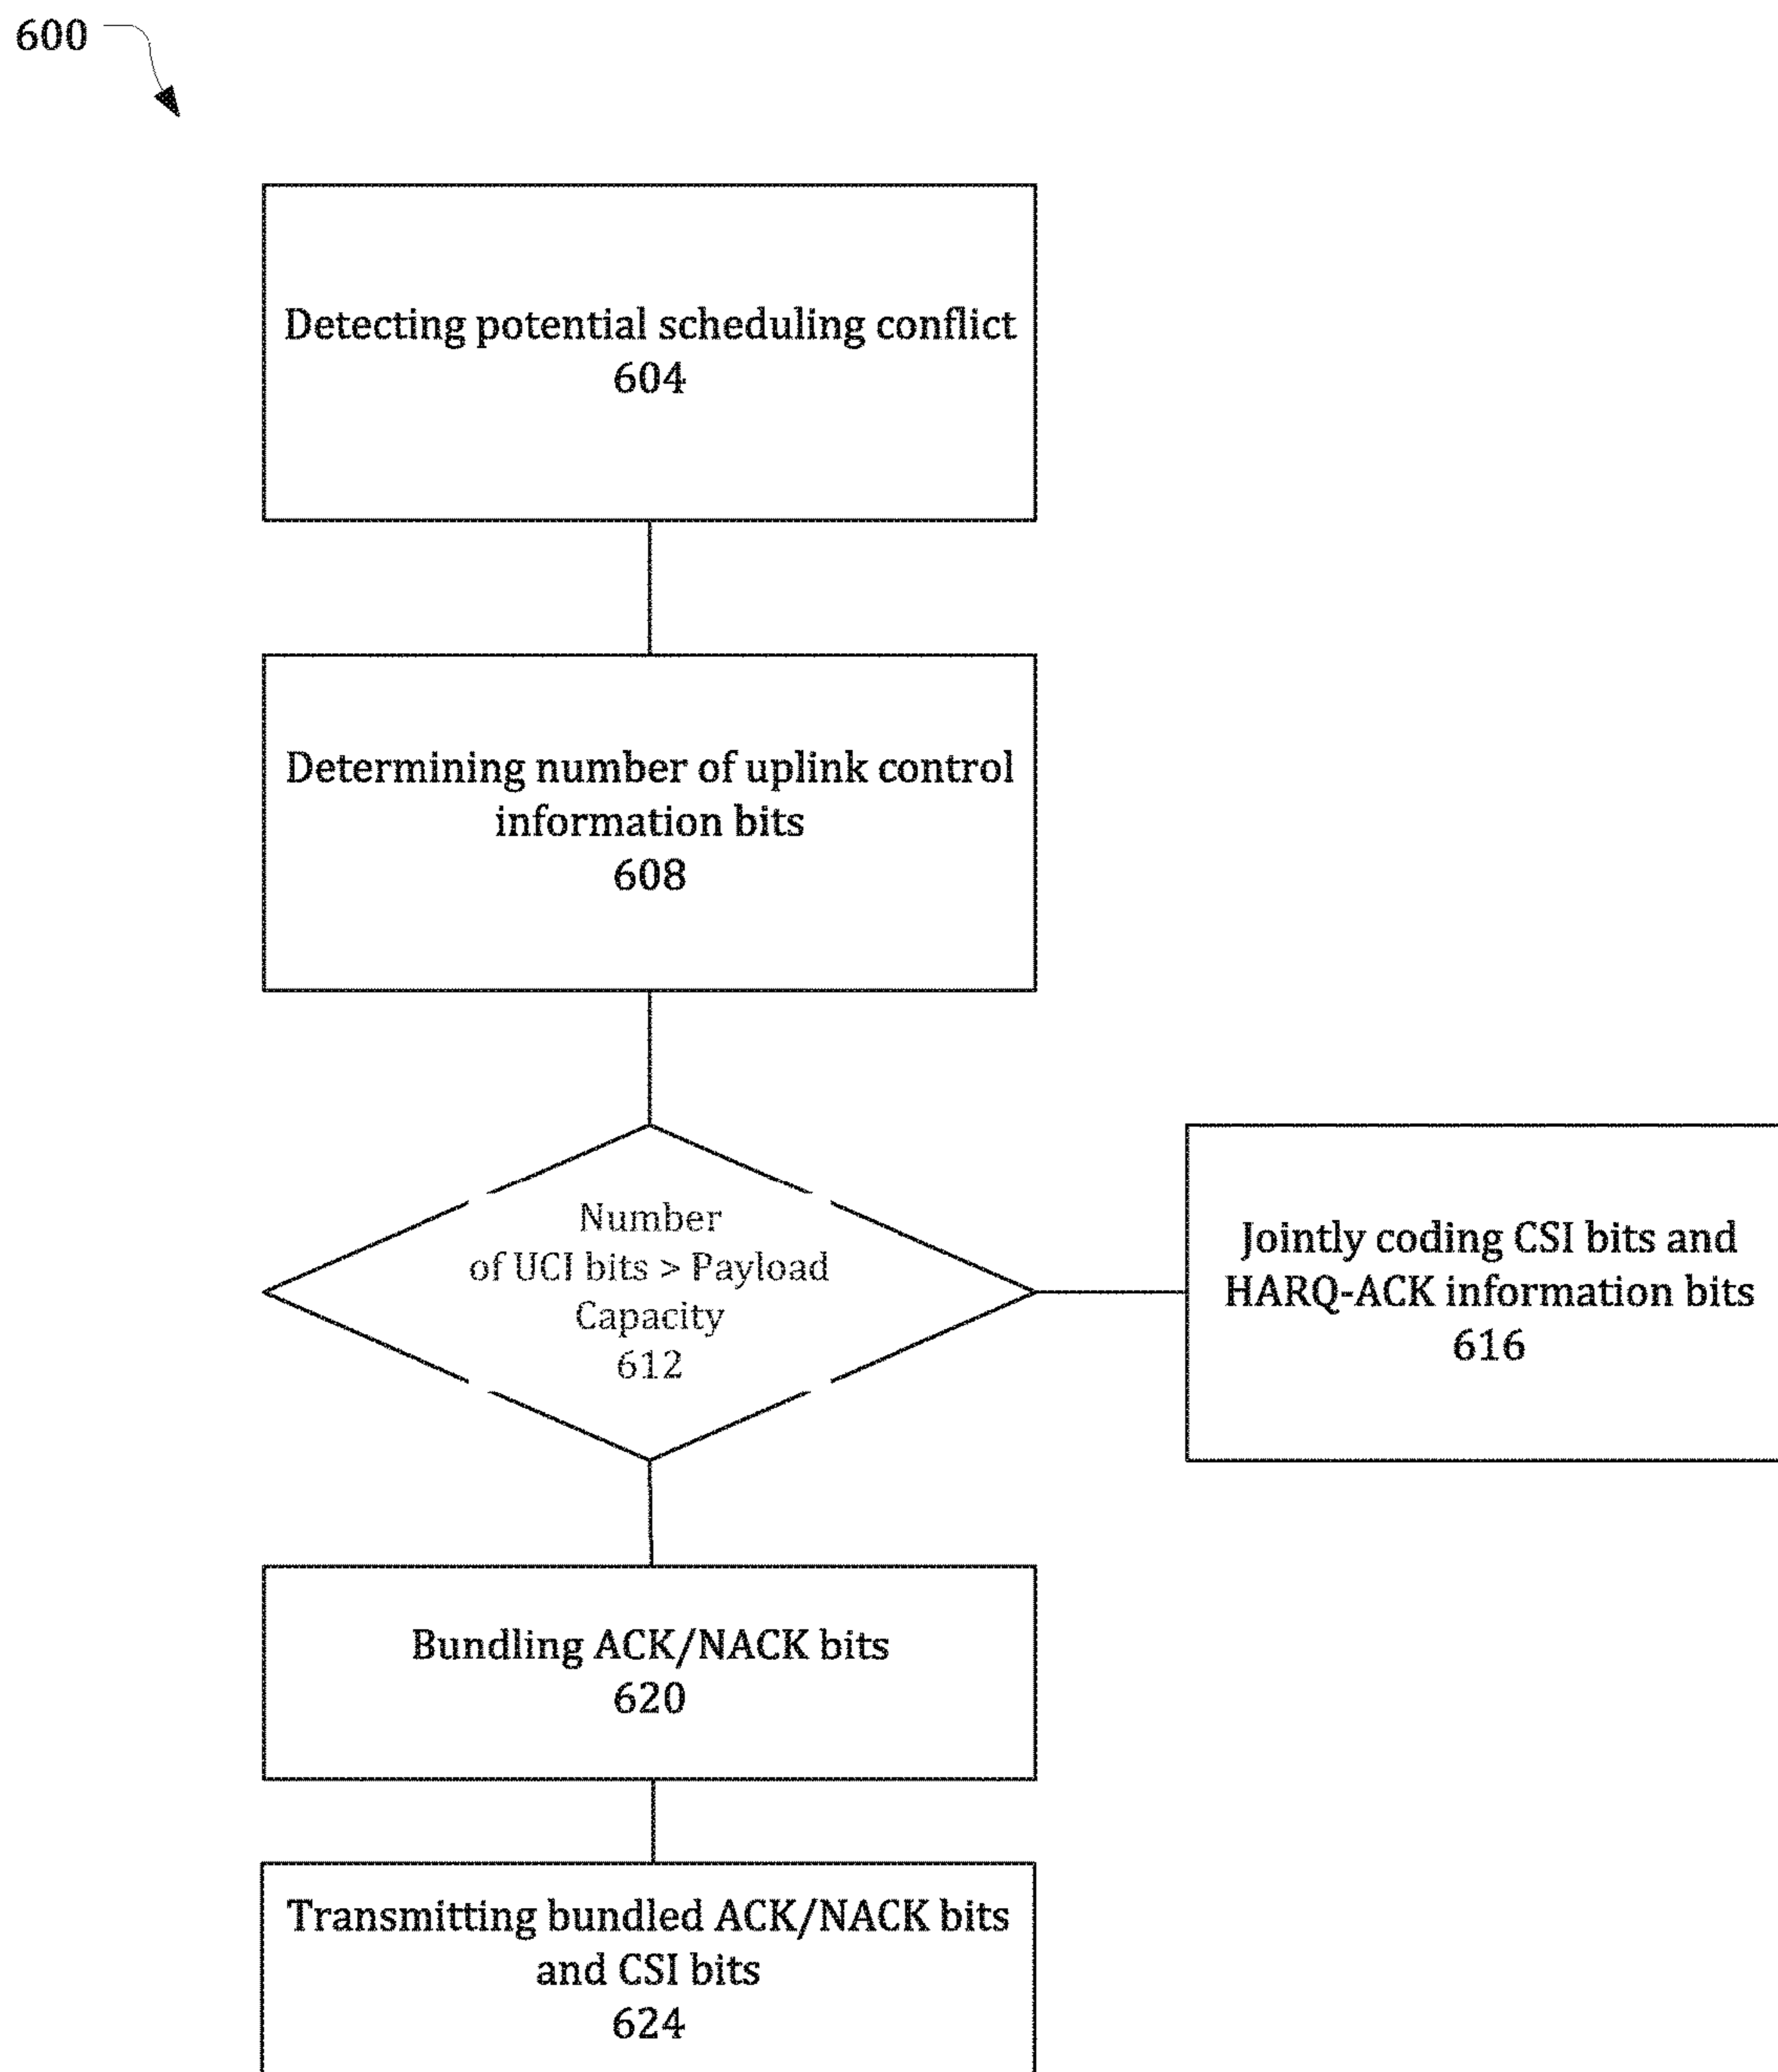 600
Detecting potential scheduling conflict
604
Determining number of uplink control
information bits
608
Number
of UCI bits > Payload
Capacity
612
Jointly coding CSI bits and
HARQ-ACK information bits
616
Bundling ACK/NACK bits
620
Transmitting bundled ACK/NACK bits
and CSI bits
624